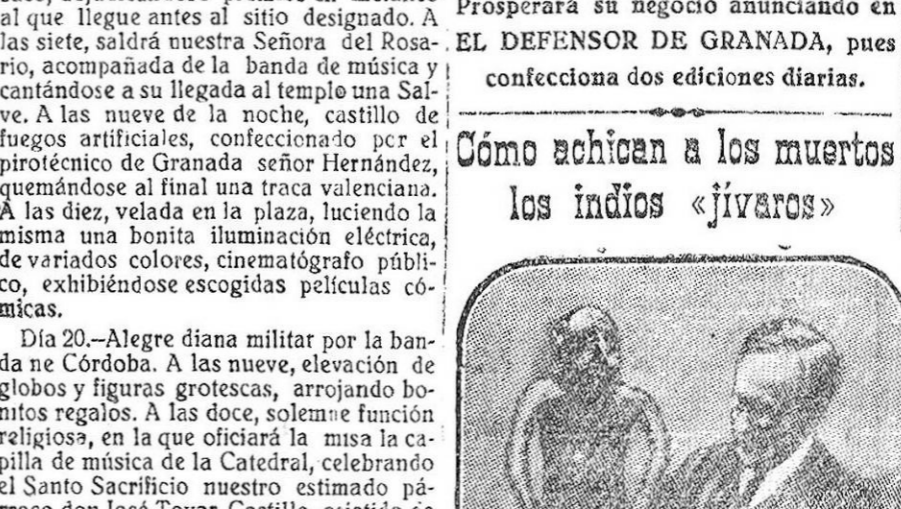 al que llegue antes al sitio designado. A
las siete, saldrá nuestra Señora del Rosa-
rio, acompañada de la banda de música y
cantándose a su llegada al templo una Sal-
ve. A las nueve de la noche, castillo de
fuegos artificiales, confeccionado por el
pirotécnico de Granada señor Hernández,
quemándose al final una traca valenciana.
A las diez, velada en la plaza, luciendo la
misma una bonita iluminación eléctrica,
de variados colores, cinematógrafo públi-
co, exhibiéndose escogidas películas có-
micas.
Día 20.—Alegre diana militar por la ban-
da ne Córdoba. A las nueve, elevación de
globos y figuras grotescas, arrojando bo-
nitos regalos. A las doce, solemne función
religiosa, en la que oficiará la misa la ca-
pilla de música de la Catedral, celebrando
el Santo Sacrificio nuestro estimado pá-
don José Tovar Castillo
Prosperará su negocio anunciando en
EL DEFENSOR DE GRANADA, pues
confecciona dos ediciones diarias.
Cómo achican a los muertos
los indios «jívaros»